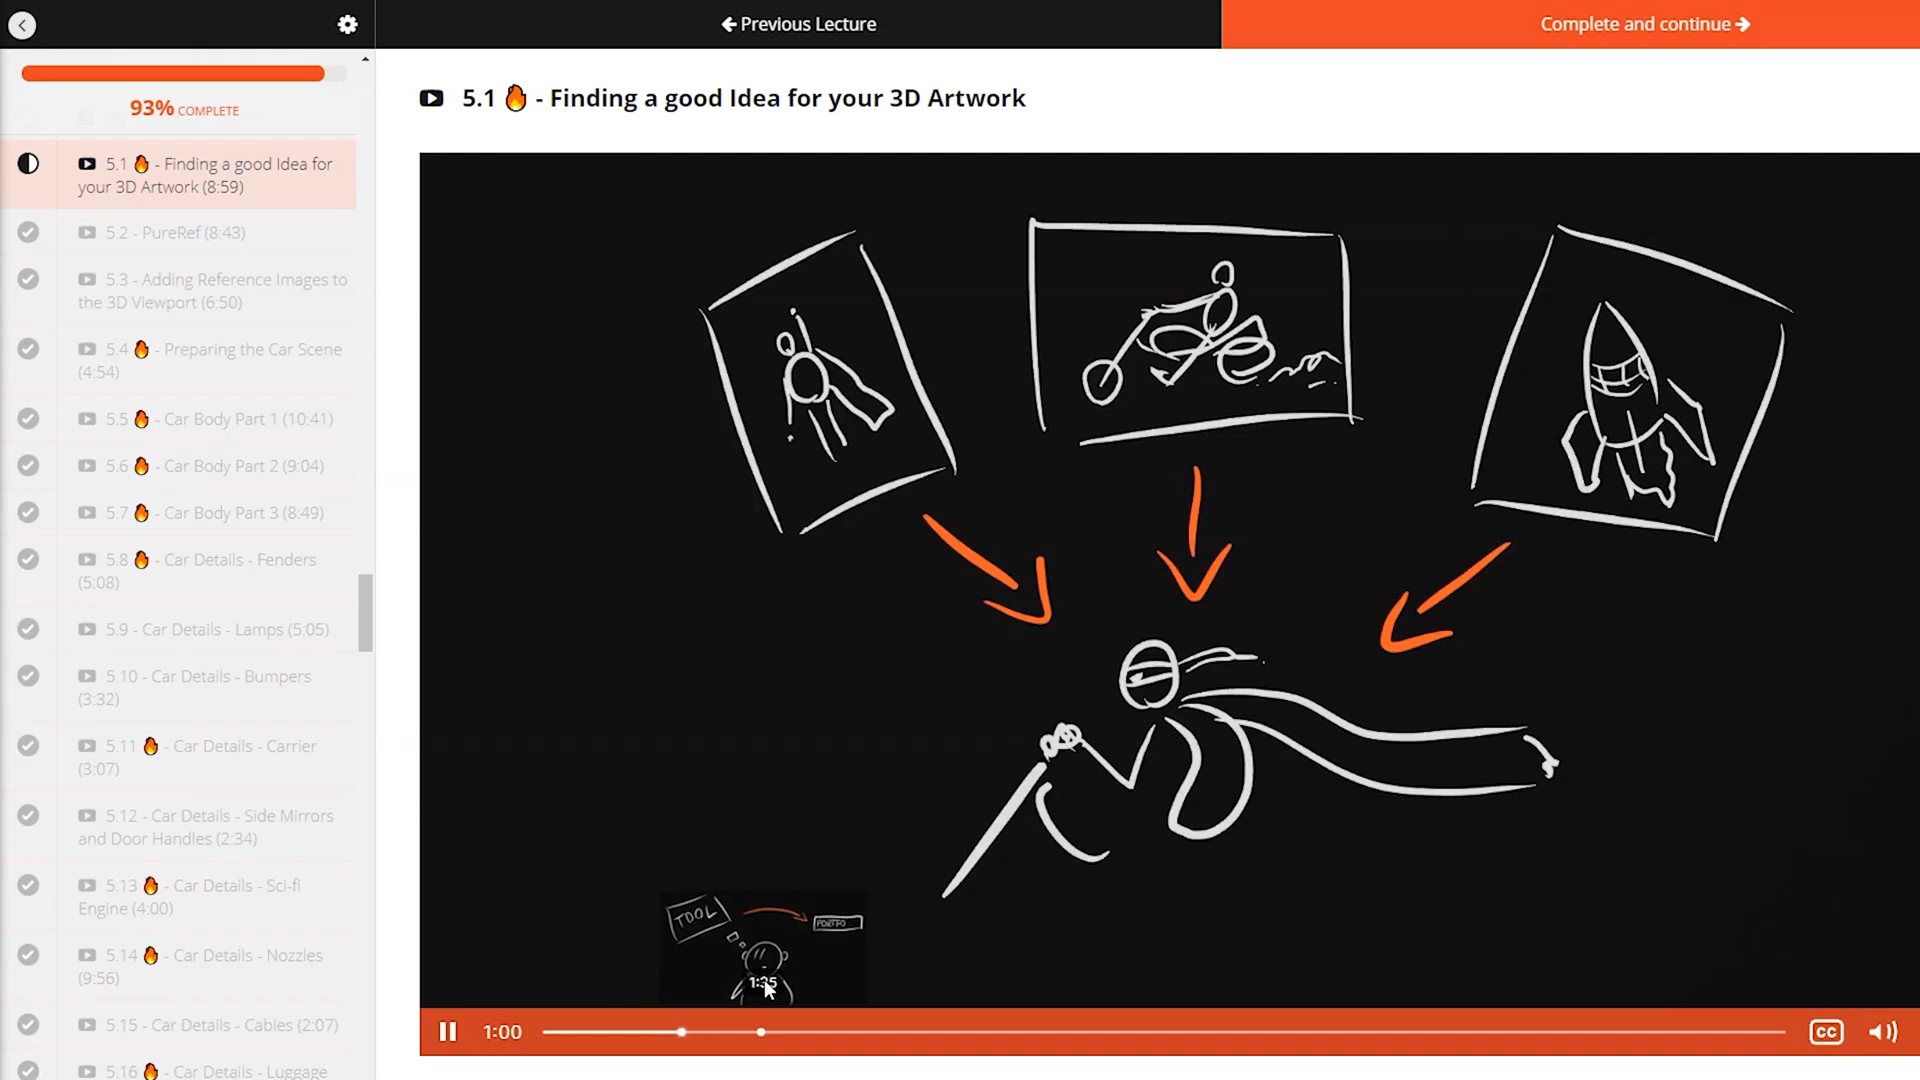 Previous Lecture
Complete and continue
93% COMPLETE
5.1 🔥 - Finding a good Idea for your 3D Artwork
5.1 🔥 - Finding a good Idea for
your 3D Artwork (8:59)
5.2 - PureRef (8:43)
5.3 - Adding Reference Images to
the 3D Viewport (6:50)
5.4 🔥 - Preparing the Car Scene
(4:54)
5.5 🔥 - Car Body Part 1 (10:41)
5.6 🔥 - Car Body Part 2 (9:04)
5.7 🔥 - Car Body Part 3 (8:49)
5.8 🔥 - Car Details - Fenders
(5:08)
5.9 - Car Details - Lamps (5:05)
5.10 - Car Details - Bumpers
(3:32)
5.11 🔥 - Car Details - Carrier
(3:07)
5.12 - Car Details - Side Mirrors
and Door Handles (2:34)
5.13 🔥 - Car Details - Sci-fi
Engine (4:00)
5.14 🔥 - Car Details - Nozzles
(9:56)
5.15 - Car Details - Cables (2:07)
5.16 🔥 - Car Details - Luggage
TOOL
1:35
1:00
CC